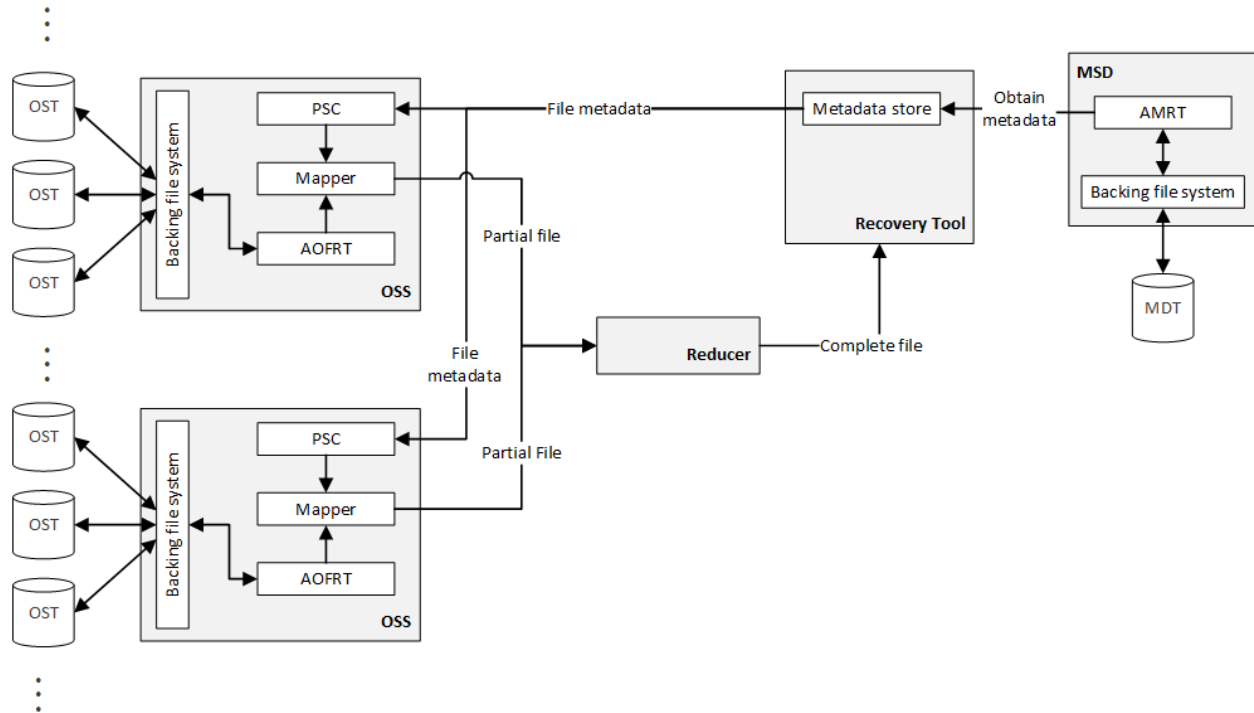 OST
OST
OST
Backing file system
PSC
Mapper
AOFRT
OSS
File metadata
Partial file
File
metadata
Partial File
OST
OST
OST
Backing file system
PSC
Mapper
AOFRT
OSS
Reducer
Complete file
Metadata store
Recovery Tool
Obtain
metadata
MSD
AMRT
Backing file system
MDT